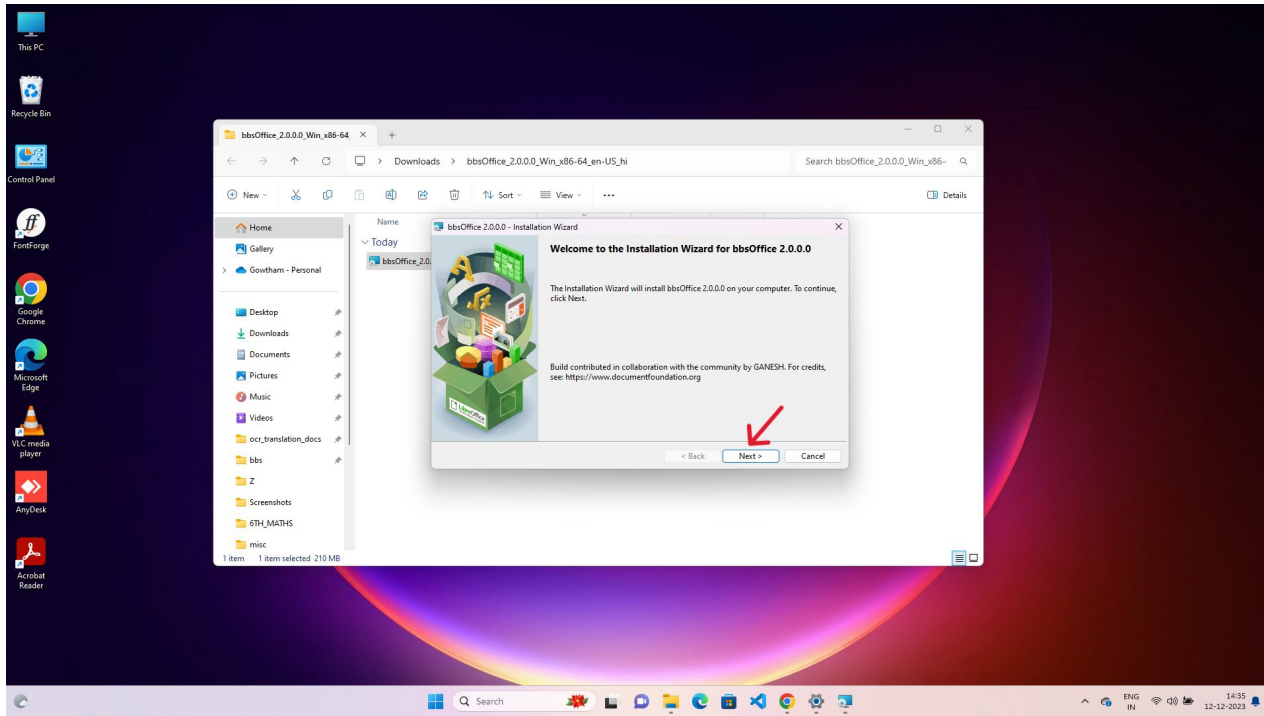 This PC
Recycle Bin
Control Panel
FontForge
Google
Chrome
Microsoft
Edge
VLC media
player
AnyDesk
Acrobat
Reader
bbsOffice_2.0.0.0_Win_x86-64_
Downloads > bbsOffice_2.0.0.0_Win_x86-64_en-US_hi
Search bbsOffice_2.0.0.0_Win_x86-
New
Sort
View
Details
Home
Gallery
Gowtham - Personal
Desktop
Downloads
Documents
Pictures
Music
Videos
ocr_translation_docs
bbs
Z
Screenshots
6TH_MATHS
misc
1 item 1 item selected 210 MB
Name
Today
bbsOffice_2.0.
bbsOffice 2.0.0.0 - Installation Wizard
Welcome to the Installation Wizard for bbsOffice 2.0.0.0
The Installation Wizard will install bbsOffice 2.0.0.0 on your computer. To continue,
click Next.
Build contributed in collaboration with the community by GANESH. For credits,
see: https://www.documentfoundation.org
LibreOffice
< Back Next > Cancel
Search
ENG
IN
14:35
12-12-2023